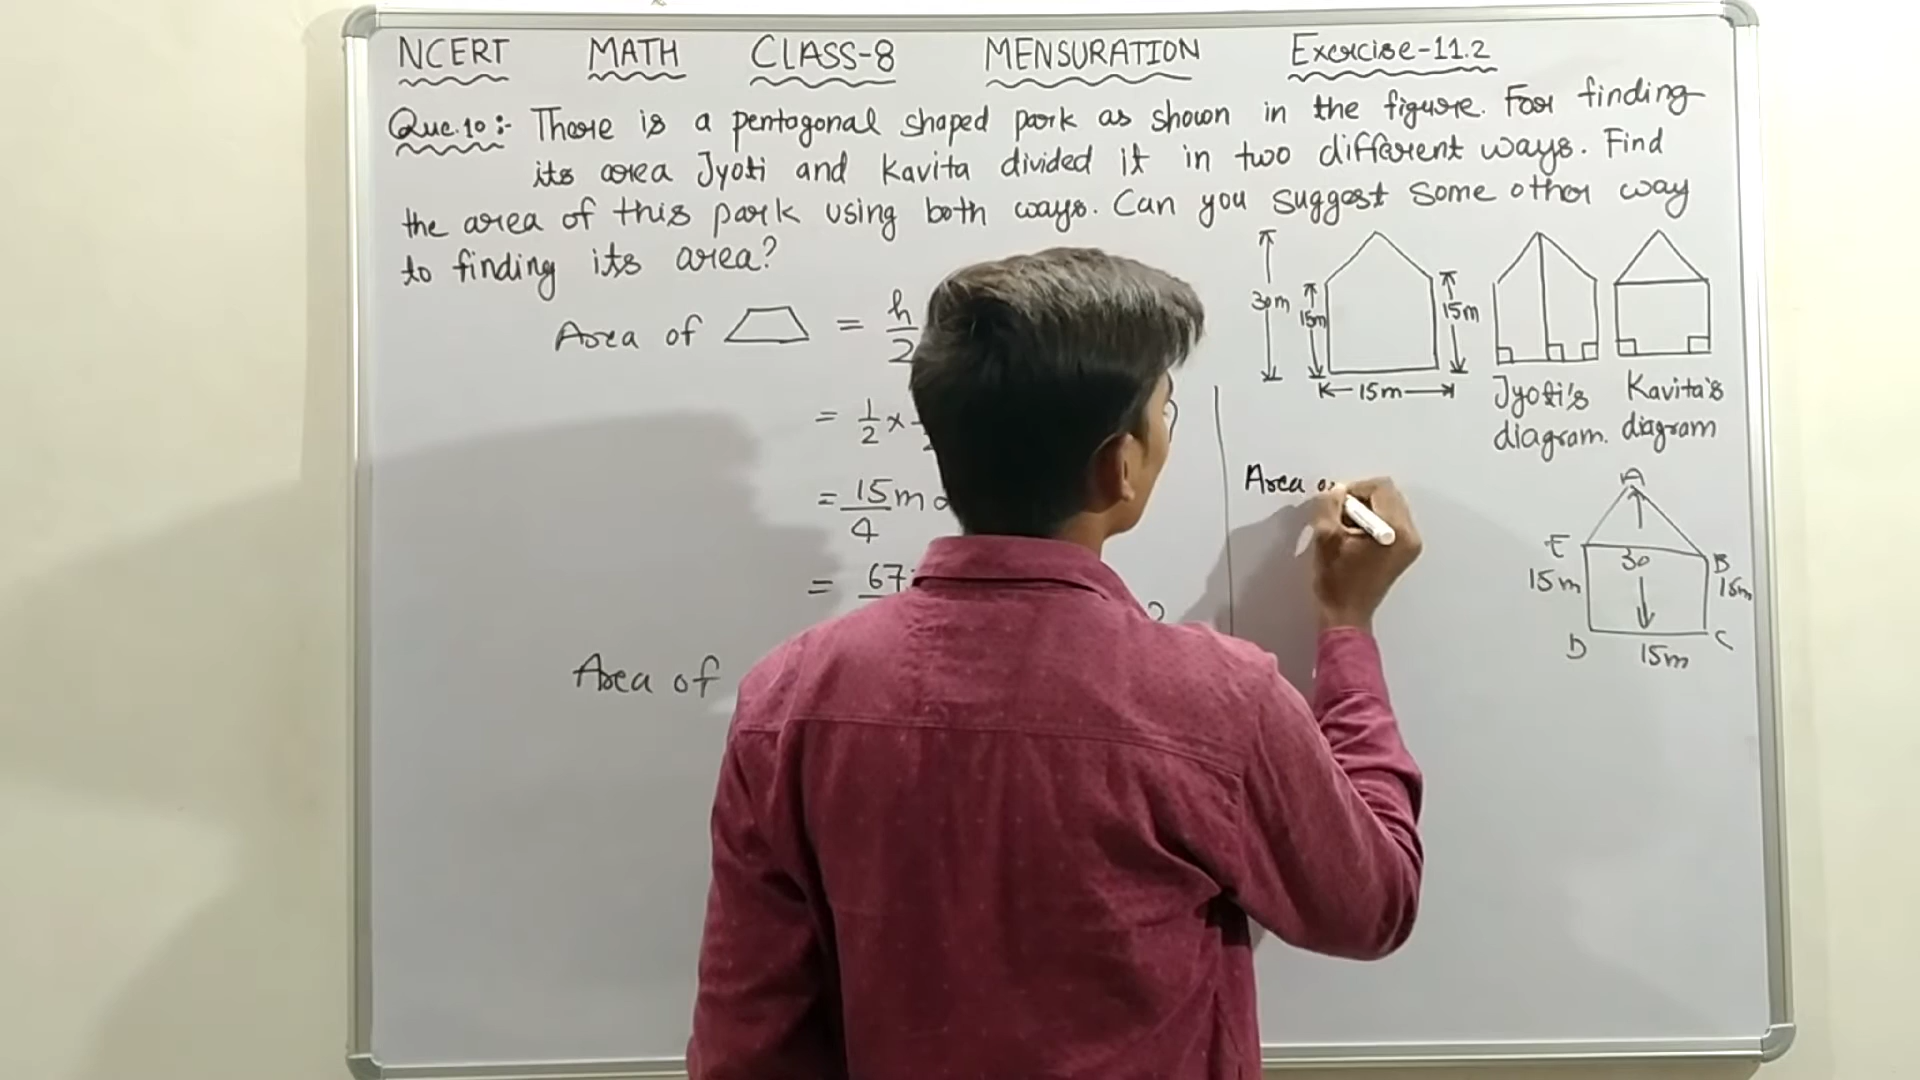 NCERT MATH CLASS-8 MENSURATION Exercise-11.2
Que.10:- There is a pentagonal shaped park as shown in the figure. For finding
its area Jyoti and Kavita divided it in two different ways. Find
the area of this park using both ways. Can you suggest some other way
to finding its area?
30m 15m 15m
15m
Jyoti's diagram.
Kavita's diagram
Area of = h/2
= 1/2 x
= 15/4 m
= 67
Area of
Area
A
E B
30
15m 15m
D C
15m